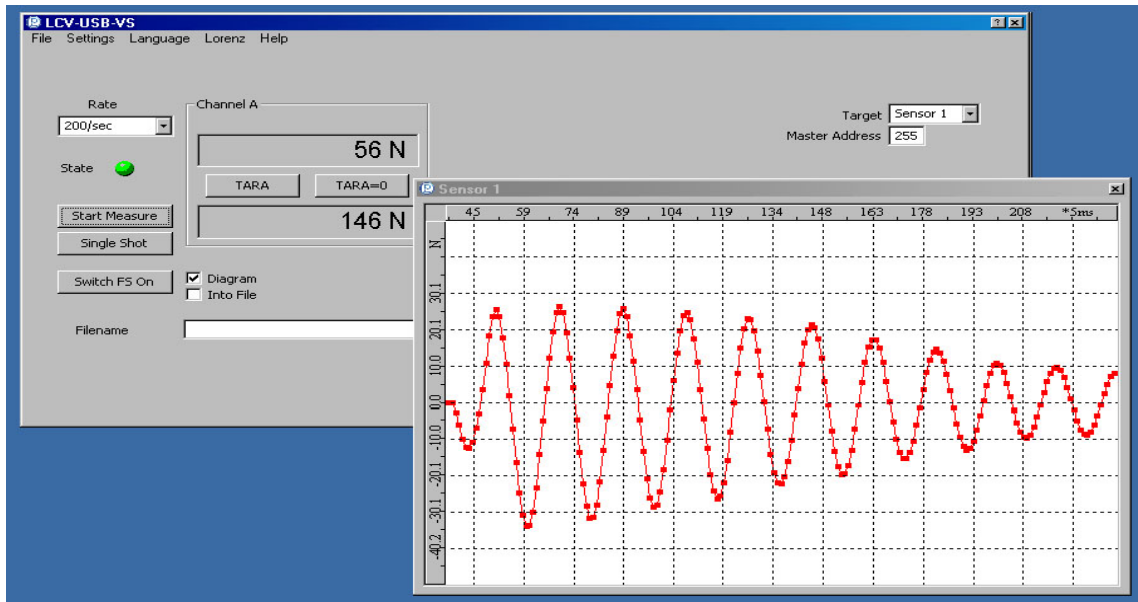 LCV-USB-VS
File Settings Language Lorenz Help
Rate
200/sec
State
Start Measure
Single Shot
Switch FS On
Filename
Channel A
56 N
TARA TARA=0
146 N
Diagram
Into File
Target Sensor 1
Master Address 255
Sensor 1
45 59 74 89 104 119 134 148 163 178 193 208 *5ms
N
30.1
20.1
10.0
0.0
-10.0
-20.1
-30.1
-40.2